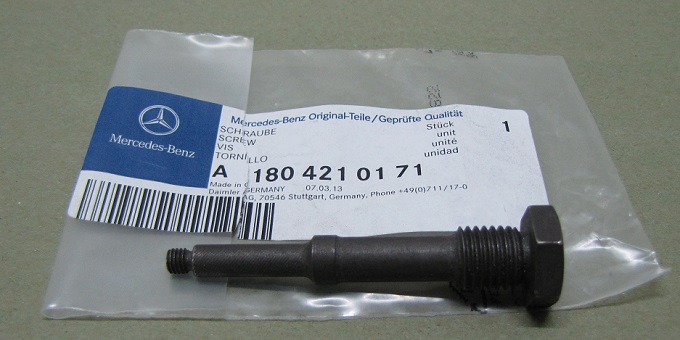 Mercedes-Benz
Mercedes-Benz Original-Teile/Geprüfte Qualität
SCHRAUBE
SCREW
VIS
TORNILLO
Stück
unit
unité
unidad
1
A 180 421 01 71
Made in GERMANY 07.03.13
Daimler AG, 70546 Stuttgart, Germany, Phone +49(0)711/17-0